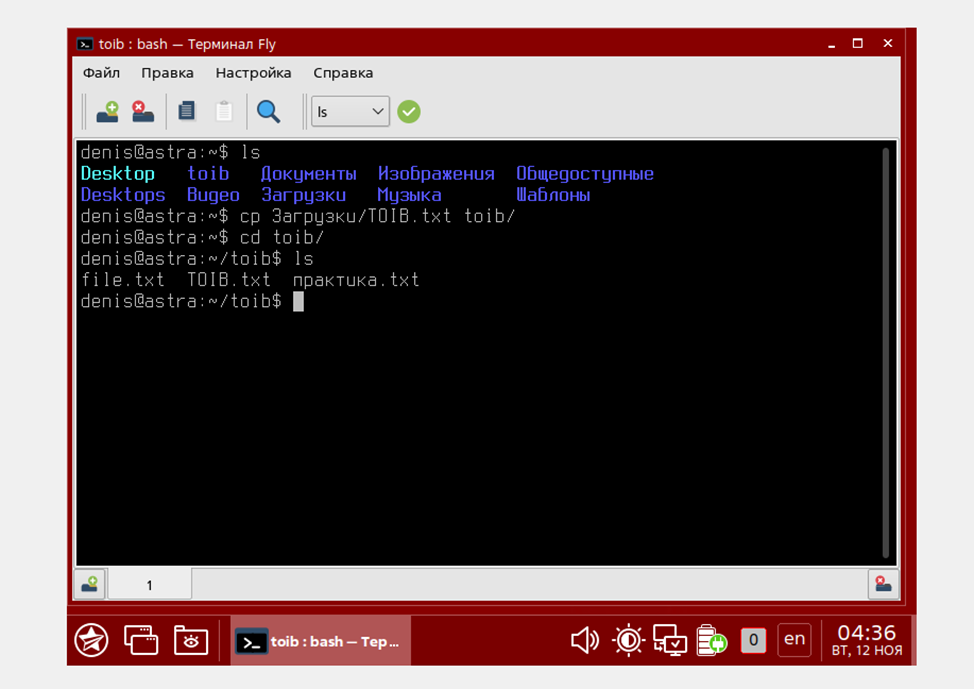 toib : bash — Терминал Fly
Файл Правка Настройка Справка
ls
denis@astra:~$ ls
Desktop toib Документы Изображения Общедоступные
Desktops Видео Загрузки Музыка Шаблоны
denis@astra:~$ cp Загрузки/TOIB.txt toib/
denis@astra:~$ cd toib/
denis@astra:~/toib$ ls
file.txt TOIB.txt практика.txt
denis@astra:~/toib$
1
toib : bash — Тер...
0
en
04:36
ВТ, 12 НОЯ